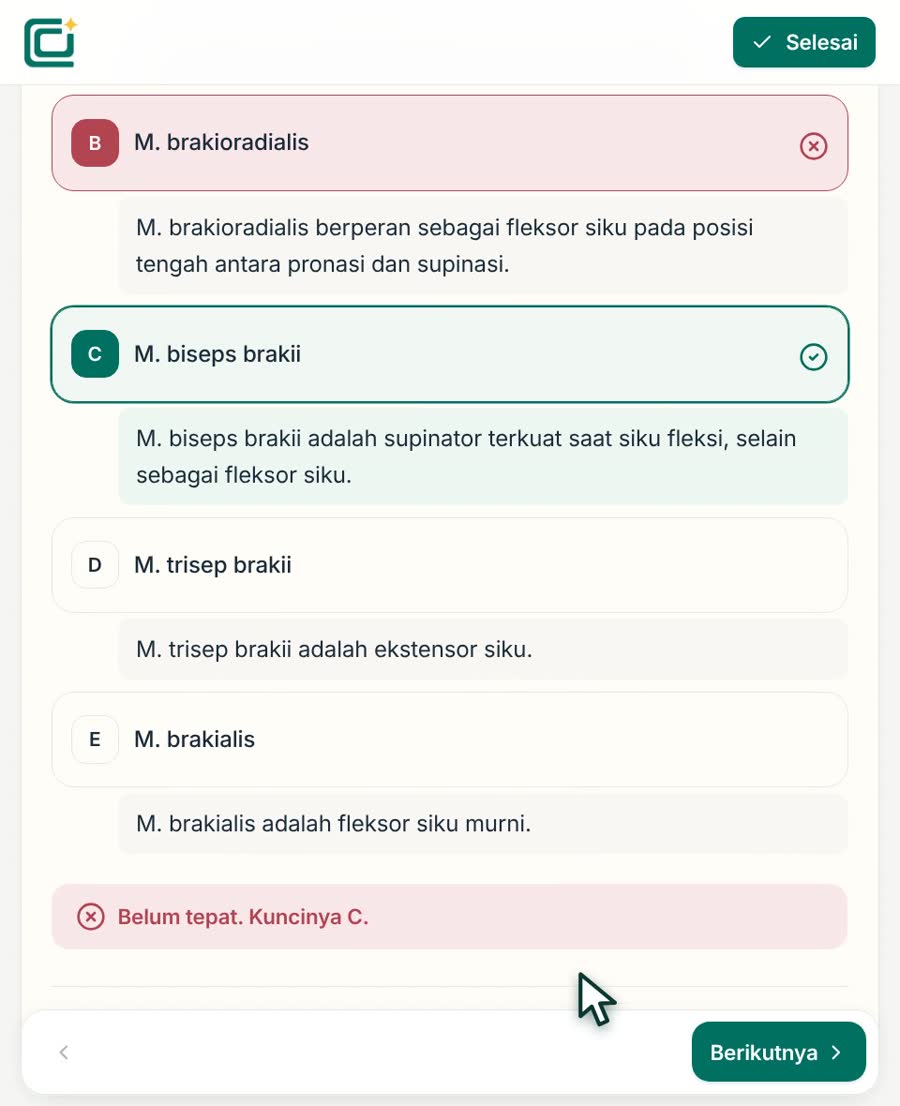 Selesai
B
M. brakioradialis
M. brakioradialis berperan sebagai fleksor siku pada posisi
tengah antara pronasi dan supinasi.
C
M. biseps brakii
M. biseps brakii adalah supinator terkuat saat siku fleksi, selain
sebagai fleksor siku.
D
M. trisep brakii
M. trisep brakii adalah ekstensor siku.
E
M. brakialis
M. brakialis adalah fleksor siku murni.
Belum tepat. Kuncinya C.
Berikutnya